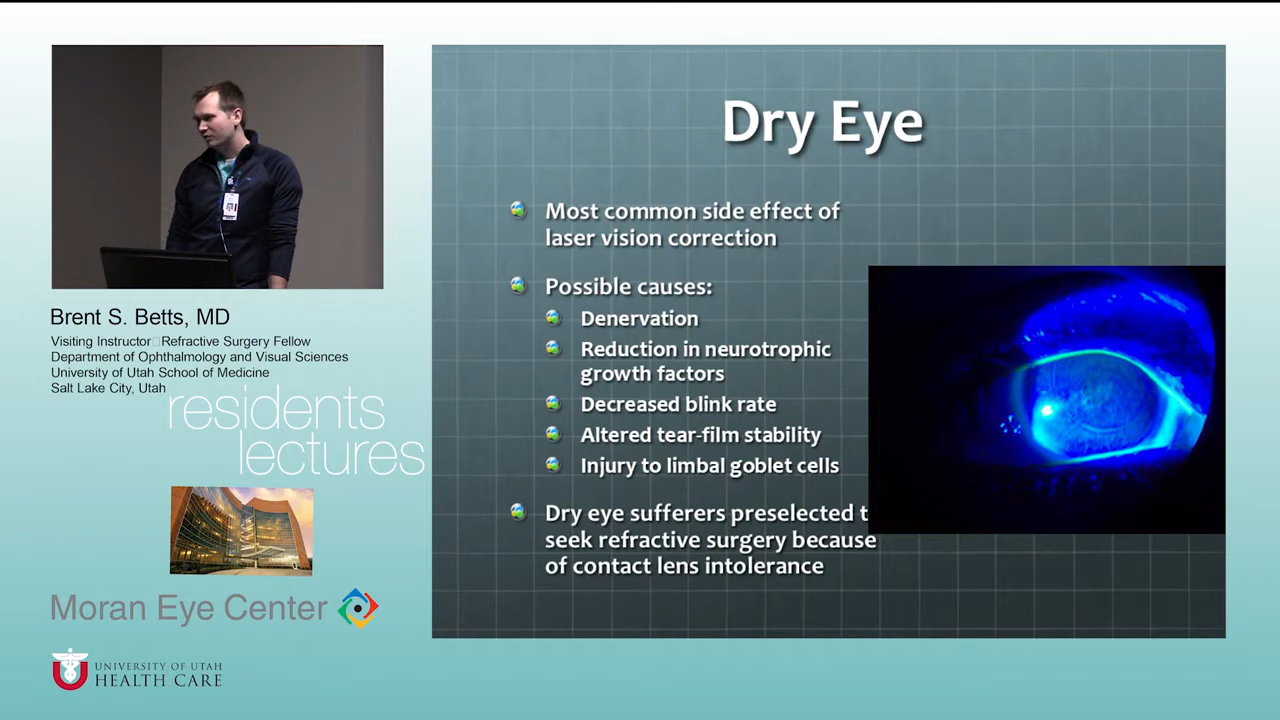 Dry Eye
Most common side effect of
laser vision correction
Possible causes:
Denervation
Reduction in neurotrophic
growth factors
Decreased blink rate
Altered tear-film stability
Injury to limbal goblet cells
Dry eye sufferers preselected t
seek refractive surgery because
of contact lens intolerance
Brent S. Betts, MD
Visiting Instructor Refractive Surgery Fellow
Department of Ophthalmology and Visual Sciences
University of Utah School of Medicine
Salt Lake City, Utah
residents
lectures
Moran Eye Center
UNIVERSITY OF UTAH
HEALTH CARE